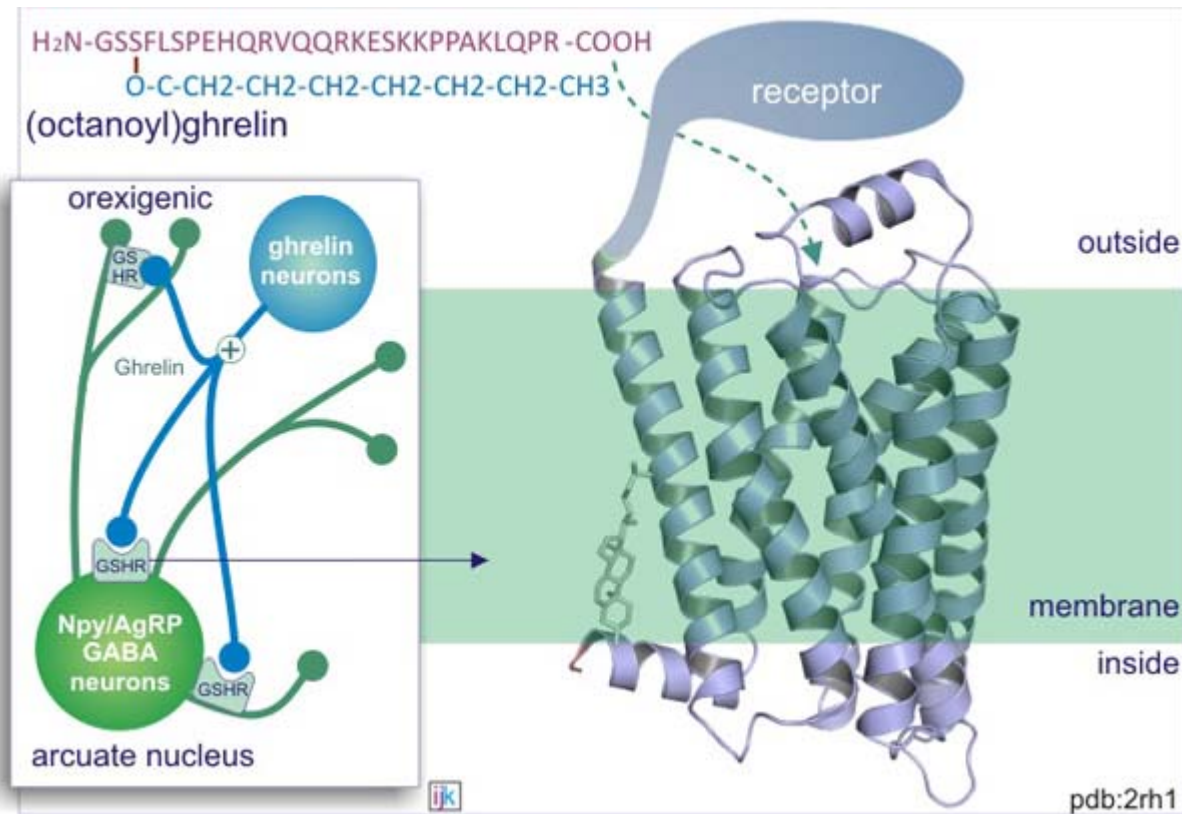 H2N-GSSFLSPEHQRVQQRKESKKPPAKLQPR -COOH
O-C-CH2-CH2-CH2-CH2-CH2-CH2-CH3
(octanoyl)ghrelin
receptor
orexigenic
GS
HR
ghrelin
neurons
outside
+
Ghrelin
GSHR
Npy/AgRP
GABA
neurons
GSHR
membrane
inside
arcuate nucleus
ijk
pdb:2rh1